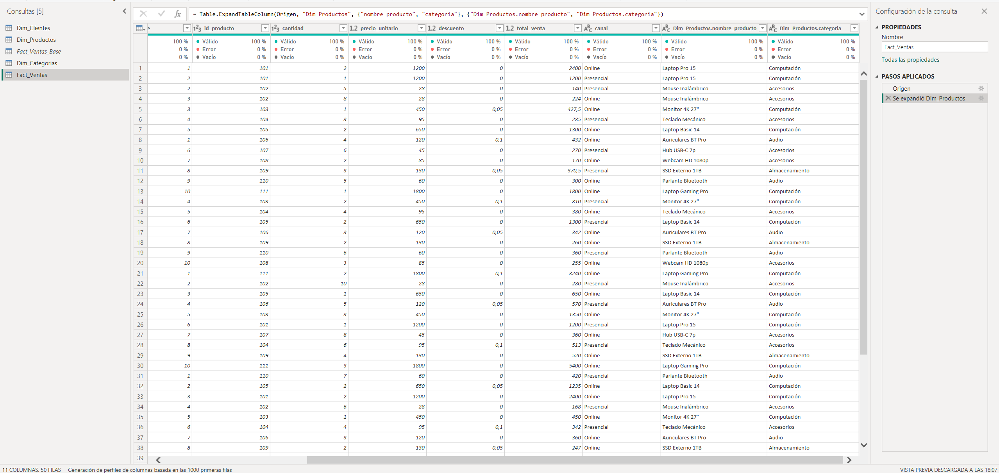 Consultas [5]
Dim_Clientes
Dim_Productos
Fact_Ventas_Base
Dim_Categorias
Fact_Ventas
= Table.ExpandTableColumn(Origen, "Dim_Productos", {"nombre_producto", "categoria"}, {"Dim_Productos.nombre_producto", "Dim_Productos.categoria"})
e 1²3 id_producto 1²3 cantidad 1.2 precio_unitario 1.2 descuento 1.2 total_venta ABC canal ABC Dim_Productos.nombre_producto ABC Dim_Productos.categoria
100 % Válido 100 % Válido 100 % Válido 100 % Válido 100 % Válido 100 % Válido 100 % Válido 100 % Válido 100 %
0 % Error 0 % Error 0 % Error 0 % Error 0 % Error 0 % Error 0 % Error 0 % Error 0 %
0 % Vacío 0 % Vacío 0 % Vacío 0 % Vacío 0 % Vacío 0 % Vacío 0 % Vacío 0 % Vacío 0 %
1 1 101 2 1200 0 2400 Online Laptop Pro 15 Computación
2 2 101 1 1200 0 1200 Presencial Laptop Pro 15 Computación
3 2 102 5 28 0 140 Presencial Mouse Inalámbrico Accesorios
4 3 102 8 28 0 224 Online Mouse Inalámbrico Accesorios
5 3 103 1 450 0,05 427,5 Online Monitor 4K 27" Computación
6 4 104 3 95 0 285 Presencial Teclado Mecánico Accesorios
7 5 105 2 650 0 1300 Online Laptop Basic 14 Computación
8 1 106 4 120 0,1 432 Online Auriculares BT Pro Audio
9 6 107 6 45 0 270 Presencial Hub USB-C 7p Accesorios
10 7 108 2 85 0 170 Online Webcam HD 1080p Accesorios
11 8 109 3 130 0,05 370,5 Presencial SSD Externo 1TB Almacenamiento
12 9 110 5 60 0 300 Online Parlante Bluetooth Audio
13 10 111 1 1800 0 1800 Online Laptop Gaming Pro Computación
14 4 103 2 450 0,1 810 Presencial Monitor 4K 27" Computación
15 5 104 4 95 0 380 Online Teclado Mecánico Accesorios
16 6 105 2 650 0 1300 Presencial Laptop Basic 14 Computación
17 7 106 3 120 0,05 342 Online Auriculares BT Pro Audio
18 8 109 2 130 0 260 Online SSD Externo 1TB Almacenamiento
19 9 110 6 60 0 360 Presencial Parlante Bluetooth Audio
20 10 108 3 85 0 255 Online Webcam HD 1080p Accesorios
21 1 111 2 1800 0,1 3240 Online Laptop Gaming Pro Computación
22 2 102 10 28 0 280 Presencial Mouse Inalámbrico Accesorios
23 3 105 1 650 0 650 Online Laptop Basic 14 Computación
24 4 106 5 120 0,05 570 Presencial Auriculares BT Pro Audio
25 5 103 3 450 0 1350 Online Monitor 4K 27" Computación
26 6 101 1 1200 0 1200 Presencial Laptop Pro 15 Computación
27 7 107 8 45 0 360 Online Hub USB-C 7p Accesorios
28 8 104 6 95 0,1 513 Presencial Teclado Mecánico Accesorios
29 9 109 4 130 0 520 Online SSD Externo 1TB Almacenamiento
30 10 111 3 1800 0 5400 Online Laptop Gaming Pro Computación
31 1 110 7 60 0 420 Presencial Parlante Bluetooth Audio
32 2 105 2 650 0,05 1235 Online Laptop Basic 14 Computación
33 3 101 2 1200 0 2400 Online Laptop Pro 15 Computación
34 4 102 6 28 0 168 Presencial Mouse Inalámbrico Accesorios
35 5 103 1 450 0 450 Online Monitor 4K 27" Computación
36 6 104 4 95 0,1 342 Presencial Teclado Mecánico Accesorios
37 7 106 3 120 0 360 Online Auriculares BT Pro Audio
38 8 109 2 130 0,05 247 Online SSD Externo 1TB Almacenamiento
39
Configuración de la consulta
PROPIEDADES
Nombre
Fact_Ventas
Todas las propiedades
PASOS APLICADOS
Origen
Se expandió Dim_Productos
11 COLUMNAS, 50 FILAS Generación de perfiles de columnas basada en las 1000 primeras filas
VISTA PREVIA DESCARGADA A LAS 18:07